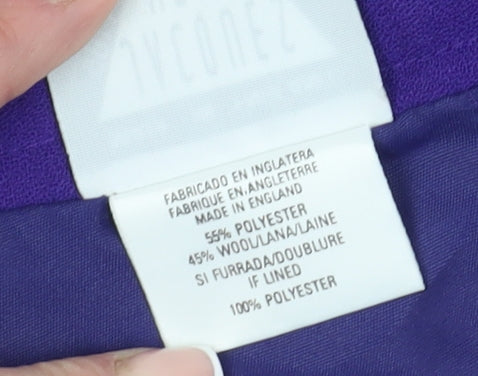 JACQUES
FABRICADO EN INGLATERA
FABRIQUE EN.ANGLETERRE
MADE IN ENGLAND
55% POLYESTER
45% WOOL/LANA/LAINE
SI FURRADA/DOUBLURE
IF LINED
100% POLYESTER